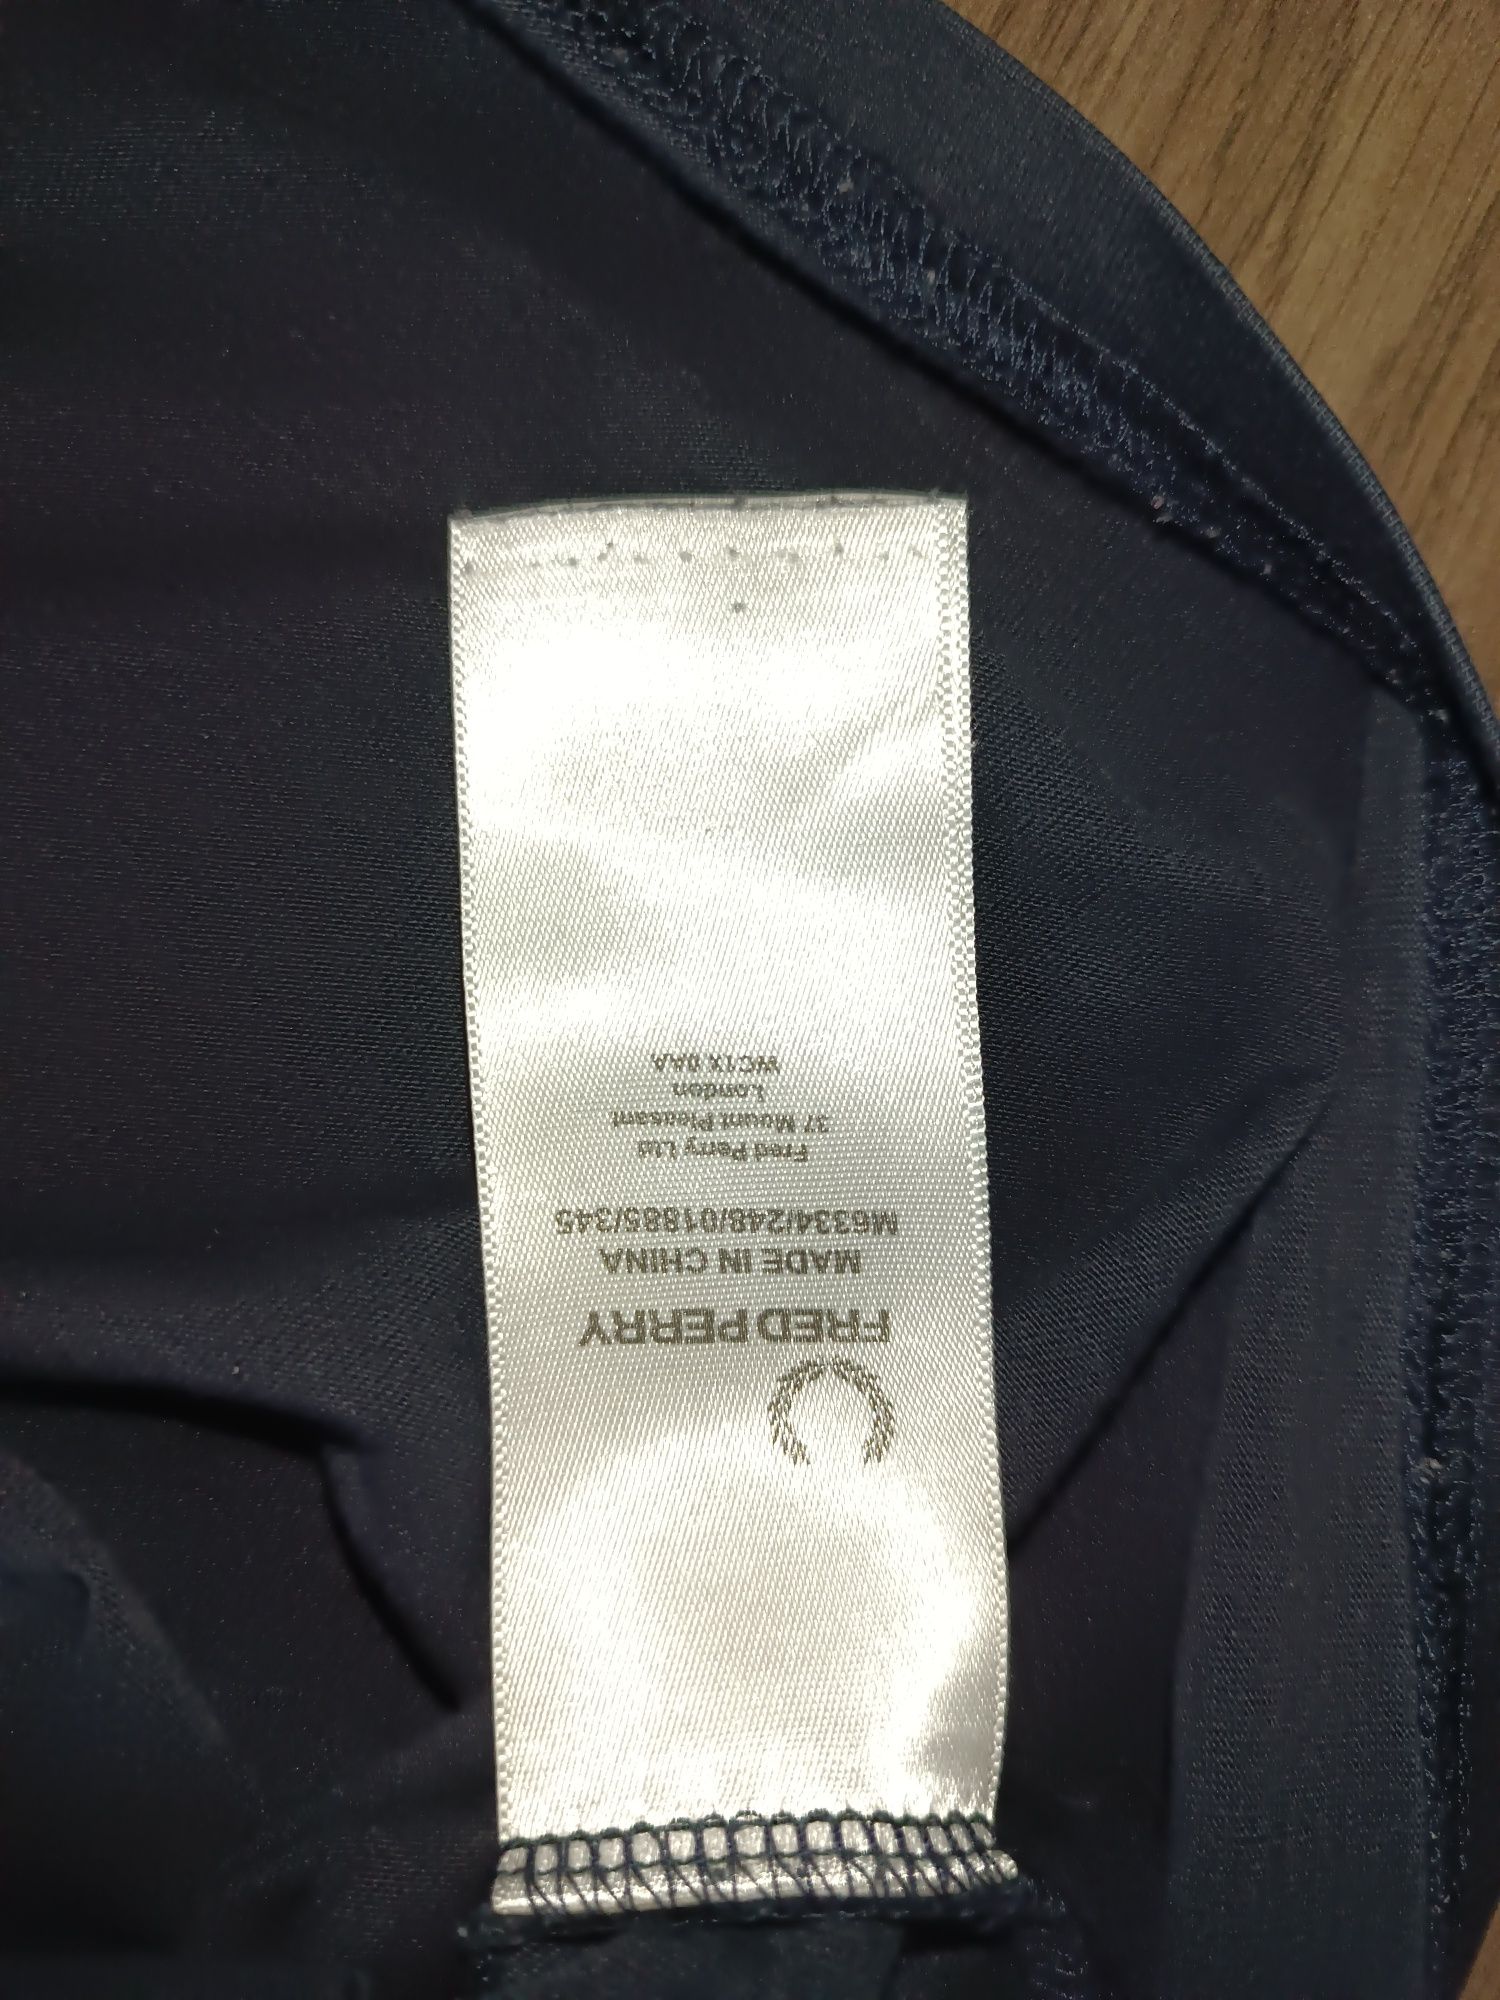 FRED PERRY
MADE IN CHINA
M6334/248/01885/345
Fred Perry Ltd
37 Mount Pleasant
London
WC1X 0AA